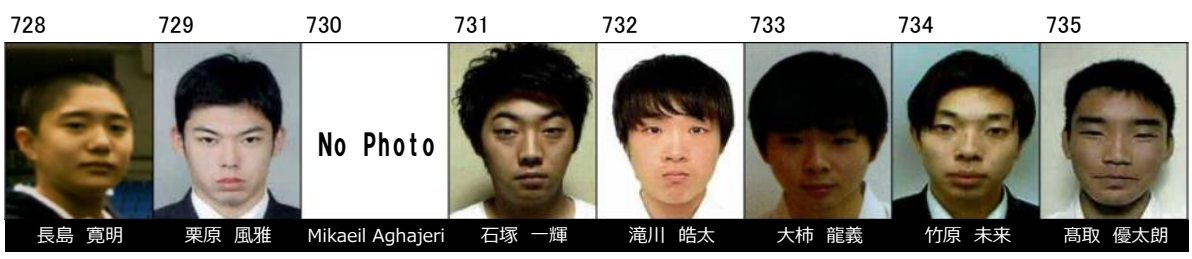 728 729 730 731 732 733 734 735
No Photo
長島 寛明 栗原 風雅 Mikaeil Aghajeri 石塚 一輝 滝川 皓太 大柿 龍義 竹原 未来 髙取 優太朗